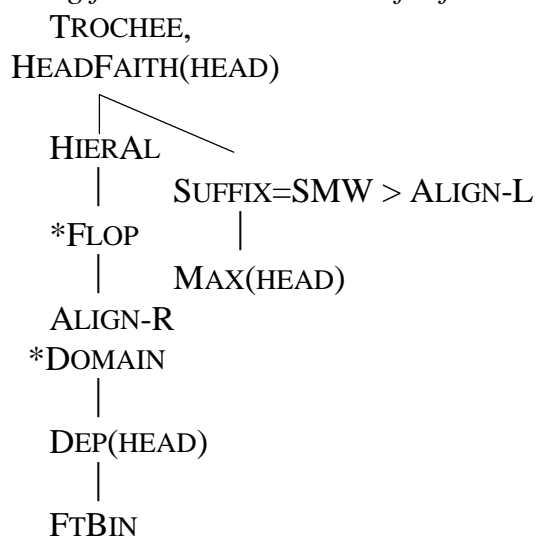 TROCHEE,
HEADFAITH(HEAD)
HIERAL
SUFFIX=SMW > ALIGN-L
*FLOP
MAX(HEAD)
ALIGN-R
*DOMAIN
DEP(HEAD)
FTBIN